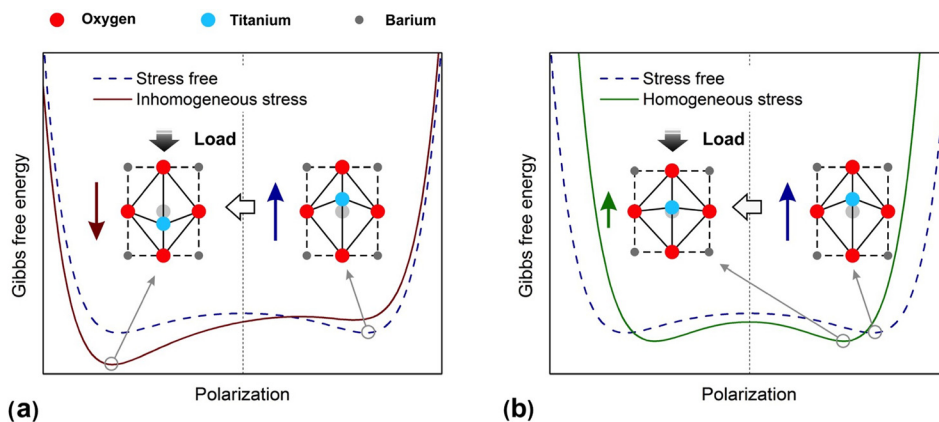 Oxygen
Titanium
Barium
Stress free
Inhomogeneous stress
Load
Gibbs free energy
Polarization
(a)
Stress free
Homogeneous stress
Load
Gibbs free energy
Polarization
(b)